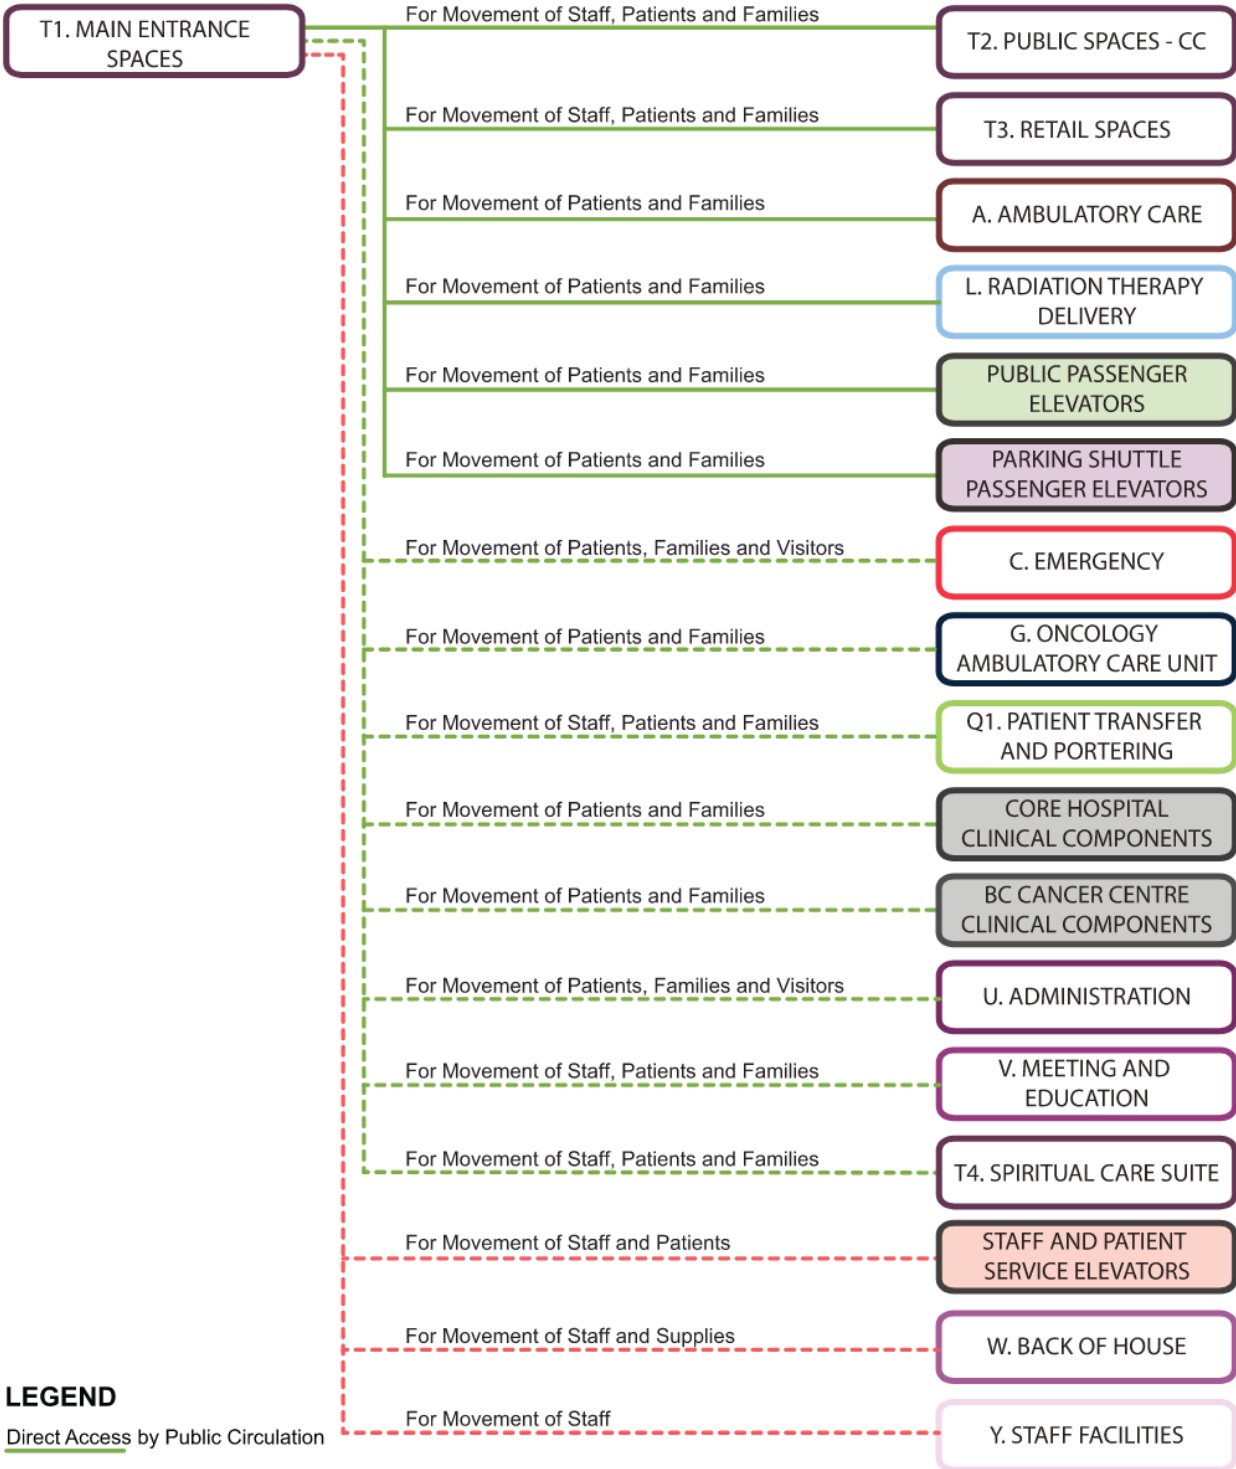 T1. MAIN ENTRANCE
SPACES
For Movement of Staff, Patients and Families
T2. PUBLIC SPACES - CC
For Movement of Staff, Patients and Families
T3. RETAIL SPACES
For Movement of Patients and Families
A. AMBULATORY CARE
For Movement of Patients and Families
L. RADIATION THERAPY
DELIVERY
For Movement of Patients and Families
PUBLIC PASSENGER
ELEVATORS
For Movement of Patients and Families
PARKING SHUTTLE
PASSENGER ELEVATORS
For Movement of Patients, Families and Visitors
C. EMERGENCY
For Movement of Patients and Families
G. ONCOLOGY
AMBULATORY CARE UNIT
For Movement of Staff, Patients and Families
Q1. PATIENT TRANSFER
AND PORTERING
For Movement of Patients and Families
CORE HOSPITAL
CLINICAL COMPONENTS
For Movement of Patients and Families
BC CANCER CENTRE
CLINICAL COMPONENTS
For Movement of Patients, Families and Visitors
U. ADMINISTRATION
For Movement of Staff, Patients and Families
V. MEETING AND
EDUCATION
For Movement of Staff, Patients and Families
T4. SPIRITUAL CARE SUITE
For Movement of Staff and Patients
STAFF AND PATIENT
SERVICE ELEVATORS
For Movement of Staff and Supplies
W. BACK OF HOUSE
For Movement of Staff
Y. STAFF FACILITIES
LEGEND
Direct Access by Public Circulation